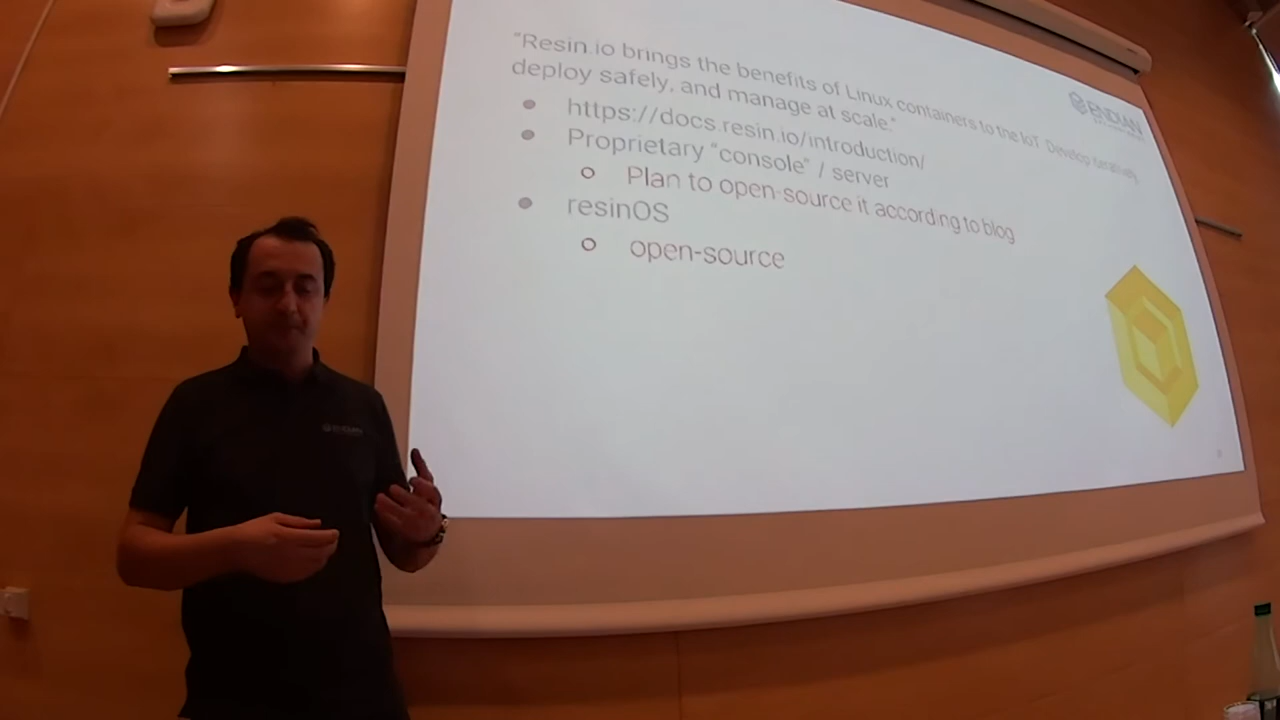 “Resin.io brings the benefits of Linux containers to the IoT. Develop iteratively,
deploy safely, and manage at scale.”
https://docs.resin.io/introduction/
Proprietary “console” / server
Plan to open-source it according to blog
resinOS
open-source
ENDIAN
ENDIAN